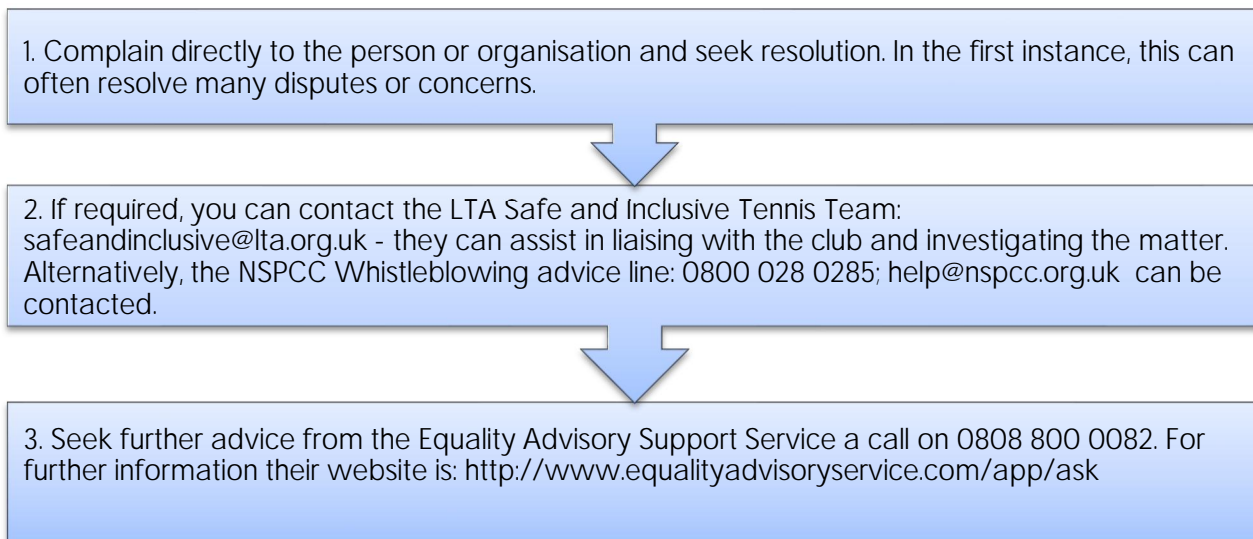 1. Complain directly to the person or organisation and seek resolution. In the first instance, this can
often resolve many disputes or concerns.
2. If required, you can contact the LTA Safe and Inclusive Tennis Team:
safeandinclusive@lta.org.uk - they can assist in liaising with the club and investigating the matter.
Alternatively, the NSPCC Whistleblowing advice line: 0800 028 0285; help@nspcc.org.uk can be
contacted.
3. Seek further advice from the Equality Advisory Support Service a call on 0808 800 0082. For
further information their website is: http://www.equalityadvisoryservice.com/app/ask